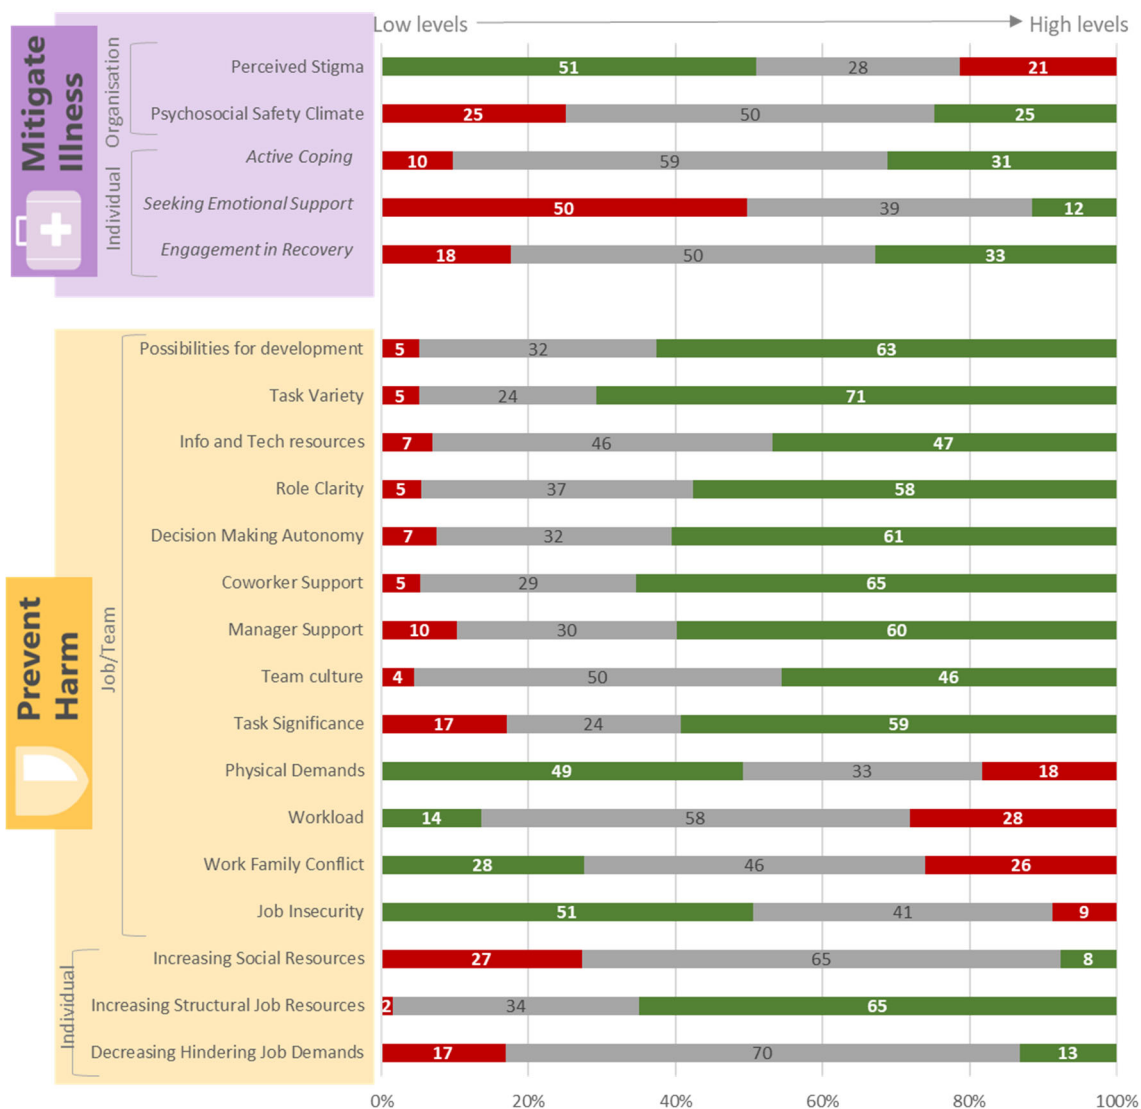 Low levels High levels
Mitigate
Illness
Organisation
Perceived Stigma 51 28 21
Psychosocial Safety Climate 25 50 25
Individual
Active Coping 10 59 31
Seeking Emotional Support 50 39 12
Engagement in Recovery 18 50 33
Prevent
Harm
Job/Team
Possibilities for development 5 32 63
Task Variety 5 24 71
Info and Tech resources 7 46 47
Role Clarity 5 37 58
Decision Making Autonomy 7 32 61
Coworker Support 5 29 65
Manager Support 10 30 60
Team culture 4 50 46
Task Significance 17 24 59
Physical Demands 49 33 18
Workload 14 58 28
Work Family Conflict 28 46 26
Job Insecurity 51 41 9
Individual
Increasing Social Resources 27 65 8
Increasing Structural Job Resources 2 34 65
Decreasing Hindering Job Demands 17 70 13
0% 20% 40% 60% 80% 100%